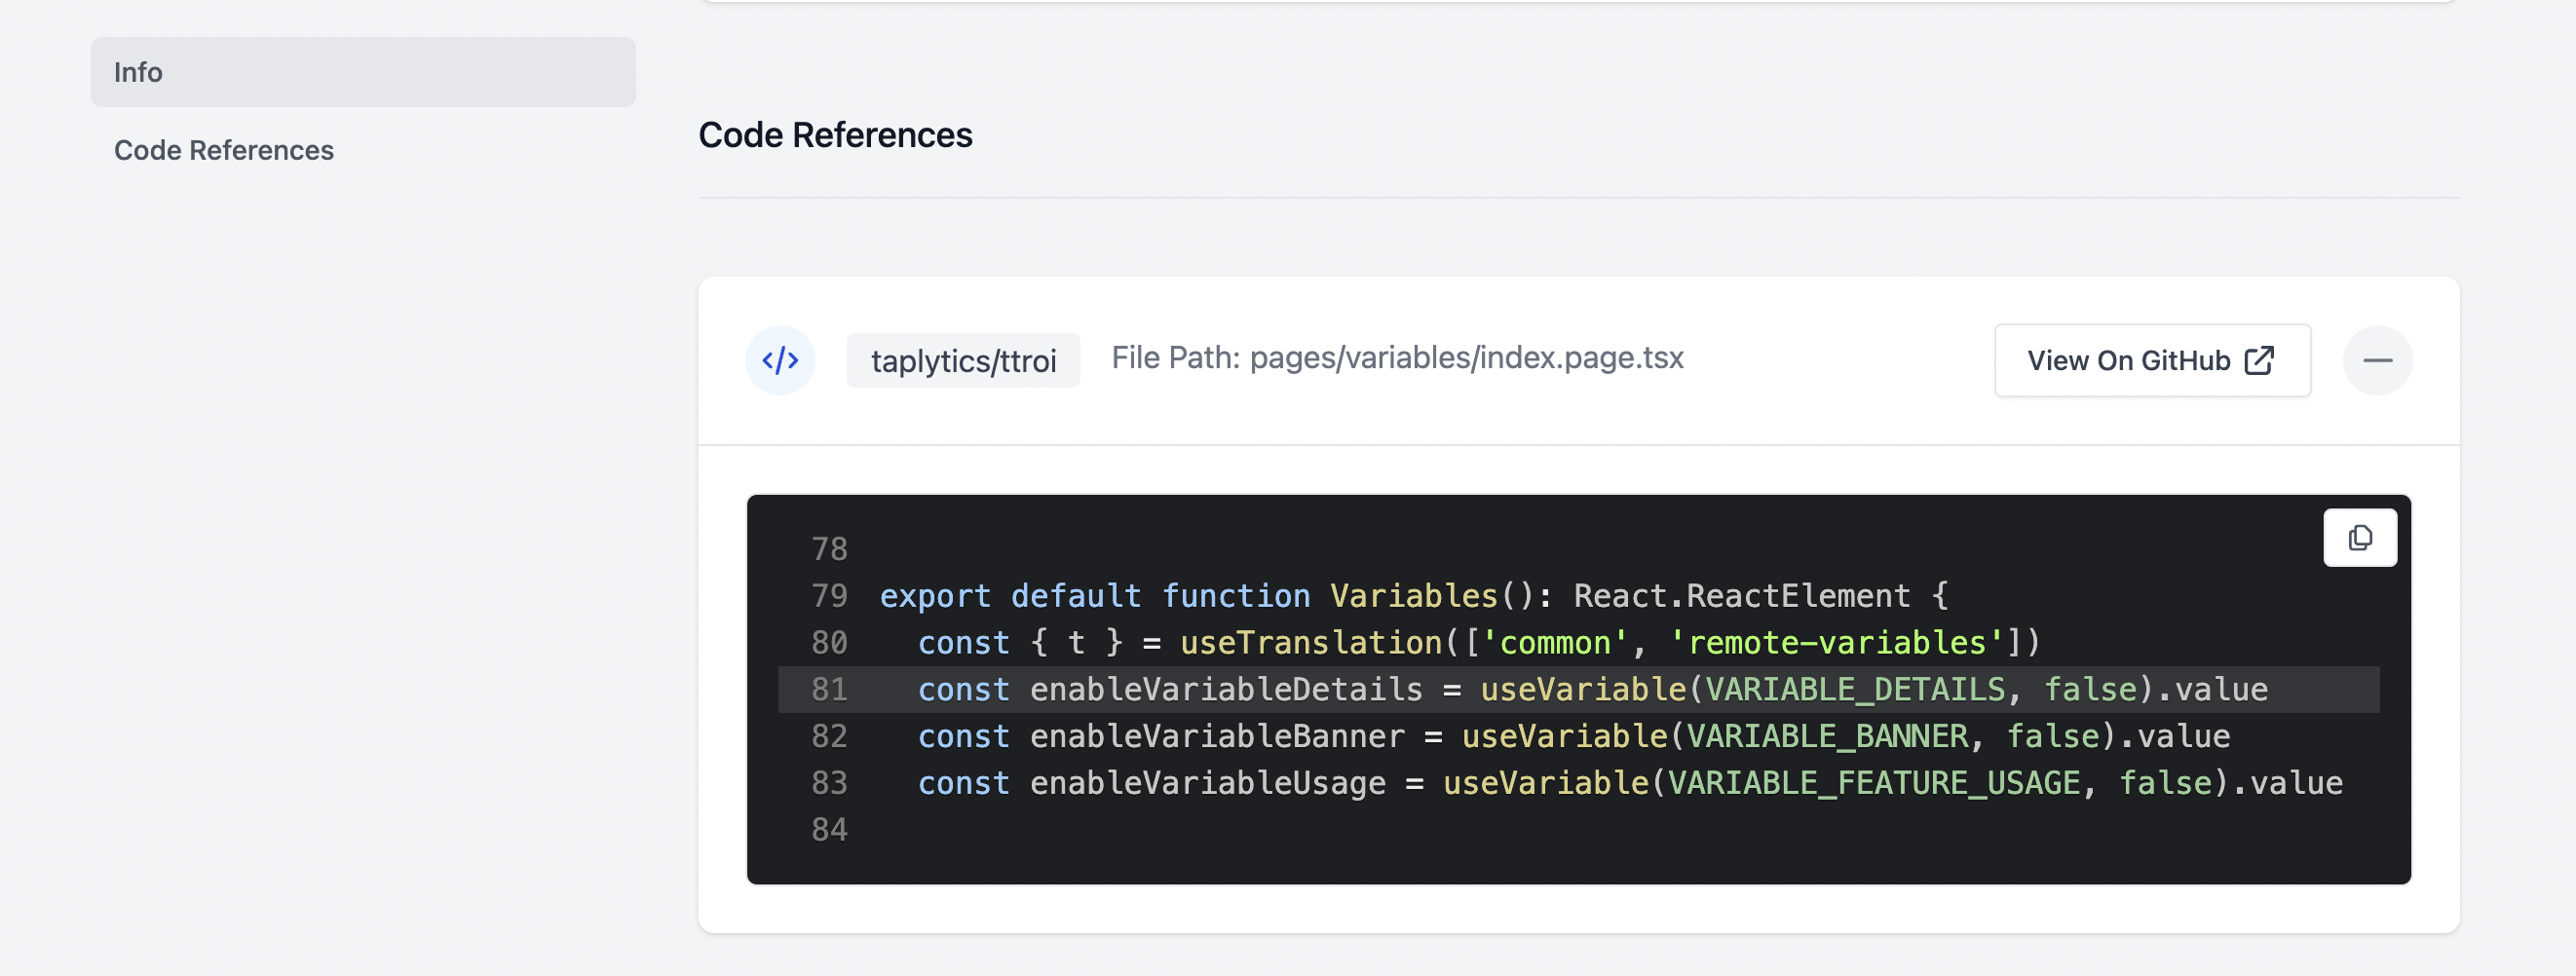 Info
Code References
Code References
taplytics/ttroi File Path: pages/variables/index.page.tsx View On GitHub
78
79 export default function Variables(): React.ReactElement {
80   const { t } = useTranslation(['common', 'remote-variables'])
81   const enableVariableDetails = useVariable(VARIABLE_DETAILS, false).value
82   const enableVariableBanner = useVariable(VARIABLE_BANNER, false).value
83   const enableVariableUsage = useVariable(VARIABLE_FEATURE_USAGE, false).value
84